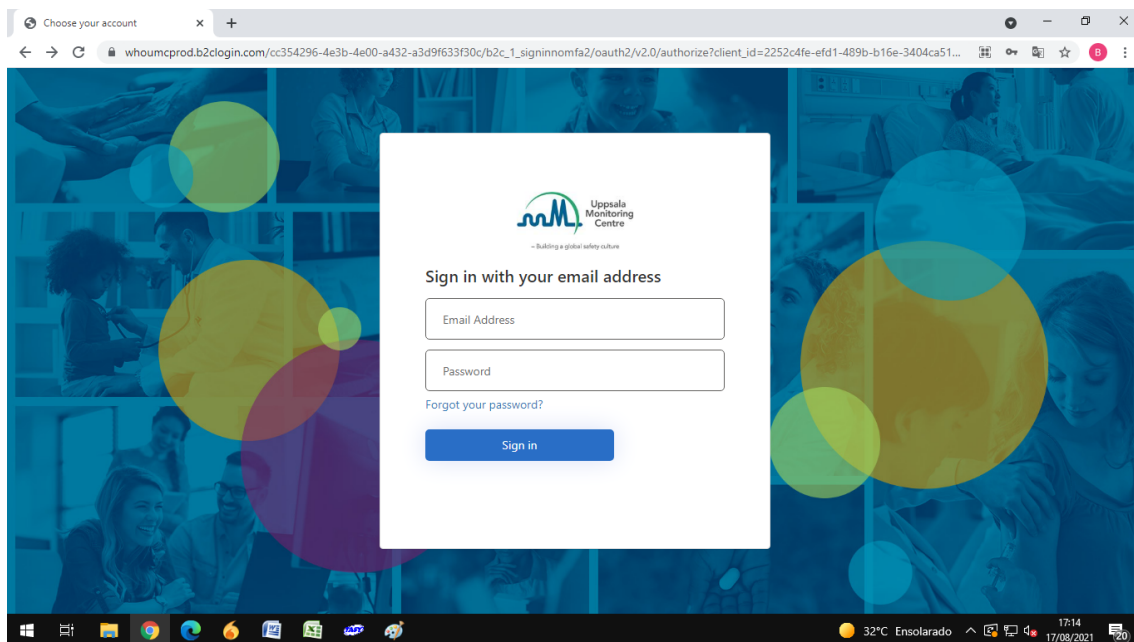 Choose your account
whoumcprod.b2clogin.com/cc354296-4e3b-4e00-a432-a3d9f633f30c/b2c_1_signinnomfa2/oauth2/v2.0/authorize?client_id=2252c4fe-efd1-489b-b16e-3404ca51...
B
Uppsala
Monitoring
Centre
– Building a global safety culture
Sign in with your email address
Email Address
Password
Forgot your password?
Sign in
32°C Ensolarado
17:14
17/08/2021
20